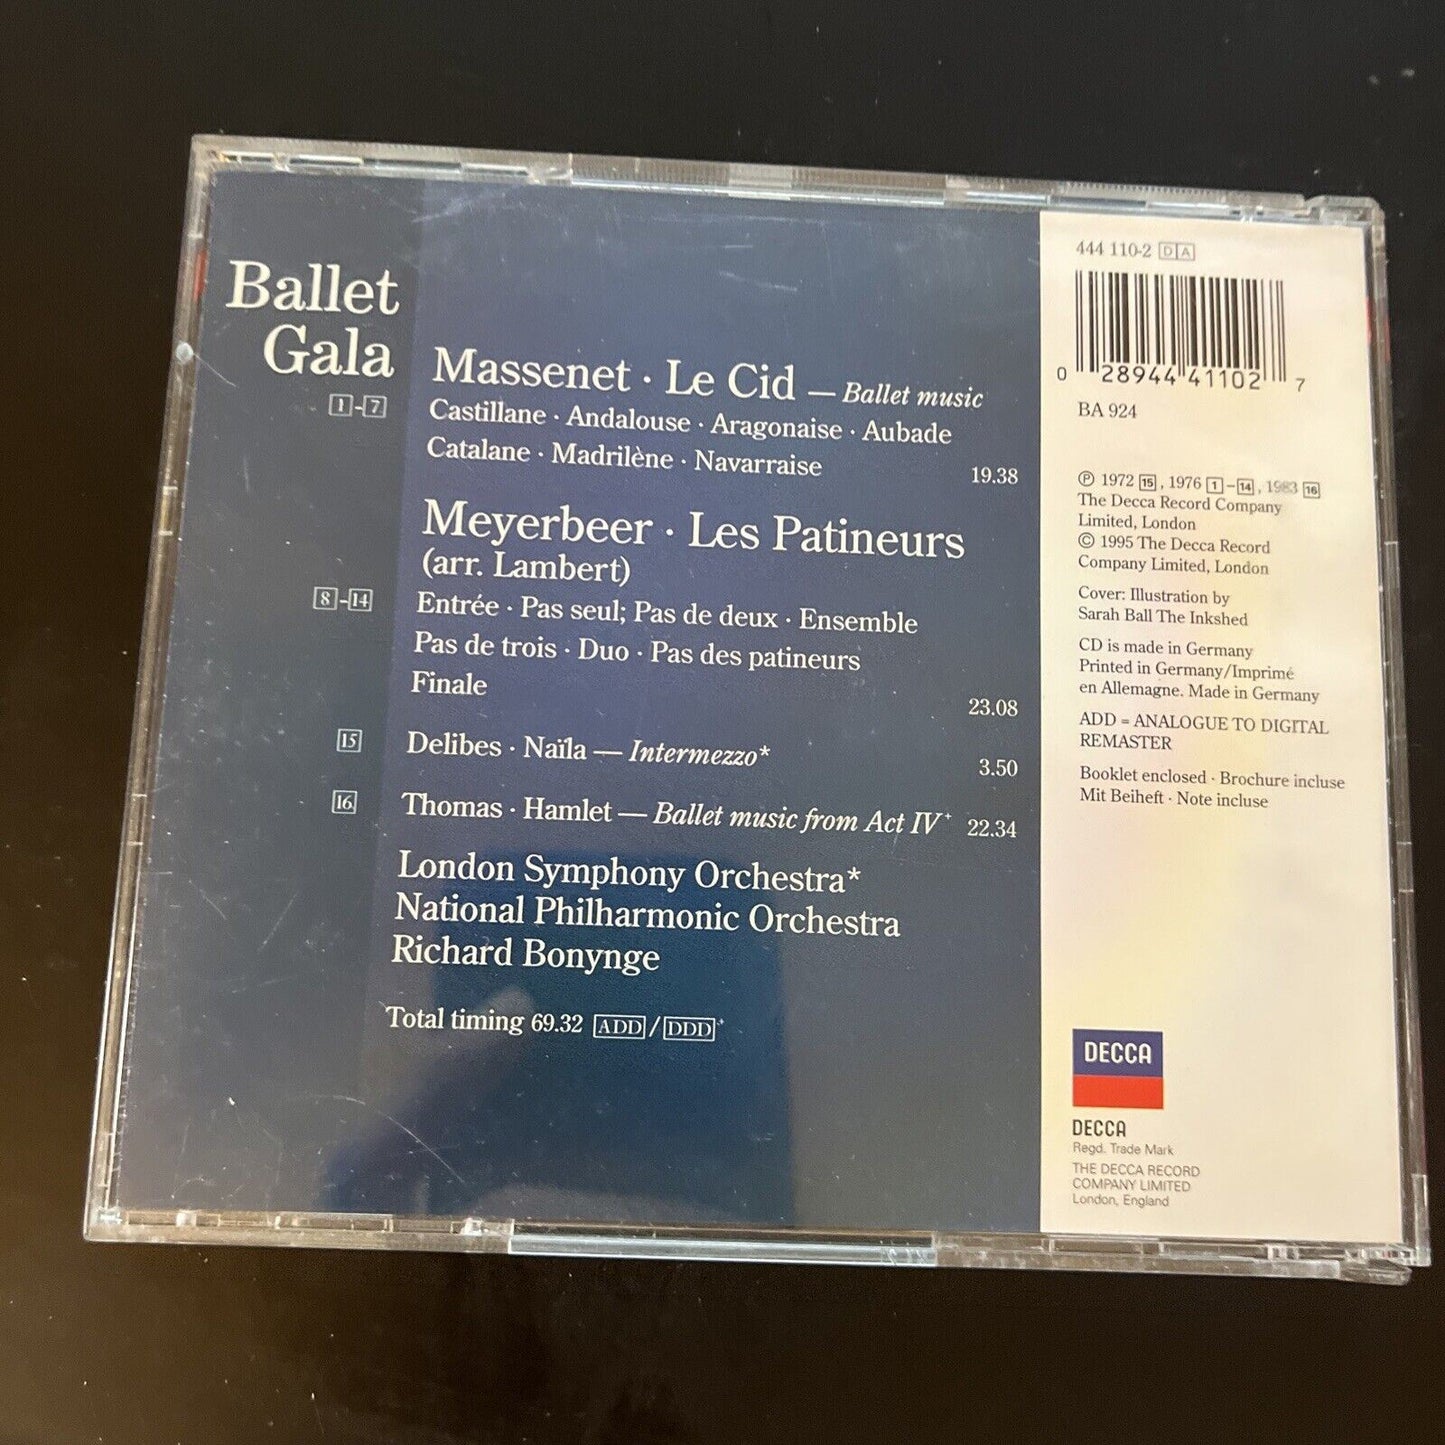 Ballet
Gala
1-7
Massenet · Le Cid — Ballet music
Castillane · Andalouse · Aragonaise · Aubade
Catalane · Madrilène · Navarraise 19.38
Meyerbeer · Les Patineurs
(arr. Lambert)
8-14
Entrée · Pas seul; Pas de deux · Ensemble
Pas de trois · Duo · Pas des patineurs
Finale 23.08
15 Delibes · Naïla — Intermezzo* 3.50
16 Thomas · Hamlet — Ballet music from Act IV+ 22.34
London Symphony Orchestra*
National Philharmonic Orchestra
Richard Bonynge
Total timing 69.32 ADD/DDD+
444 110-2 DA
0 28944 41102 7
BA 924
℗ 1972 15, 1976 1–14, 1983 16
The Decca Record Company
Limited, London
© 1995 The Decca Record
Company Limited, London
Cover: Illustration by
Sarah Ball The Inkshed
CD is made in Germany
Printed in Germany/Imprimé
en Allemagne. Made in Germany
ADD = ANALOGUE TO DIGITAL
REMASTER
Booklet enclosed · Brochure incluse
Mit Beiheft · Note incluse
DECCA
DECCA
Regd. Trade Mark
THE DECCA RECORD
COMPANY LIMITED
London, England